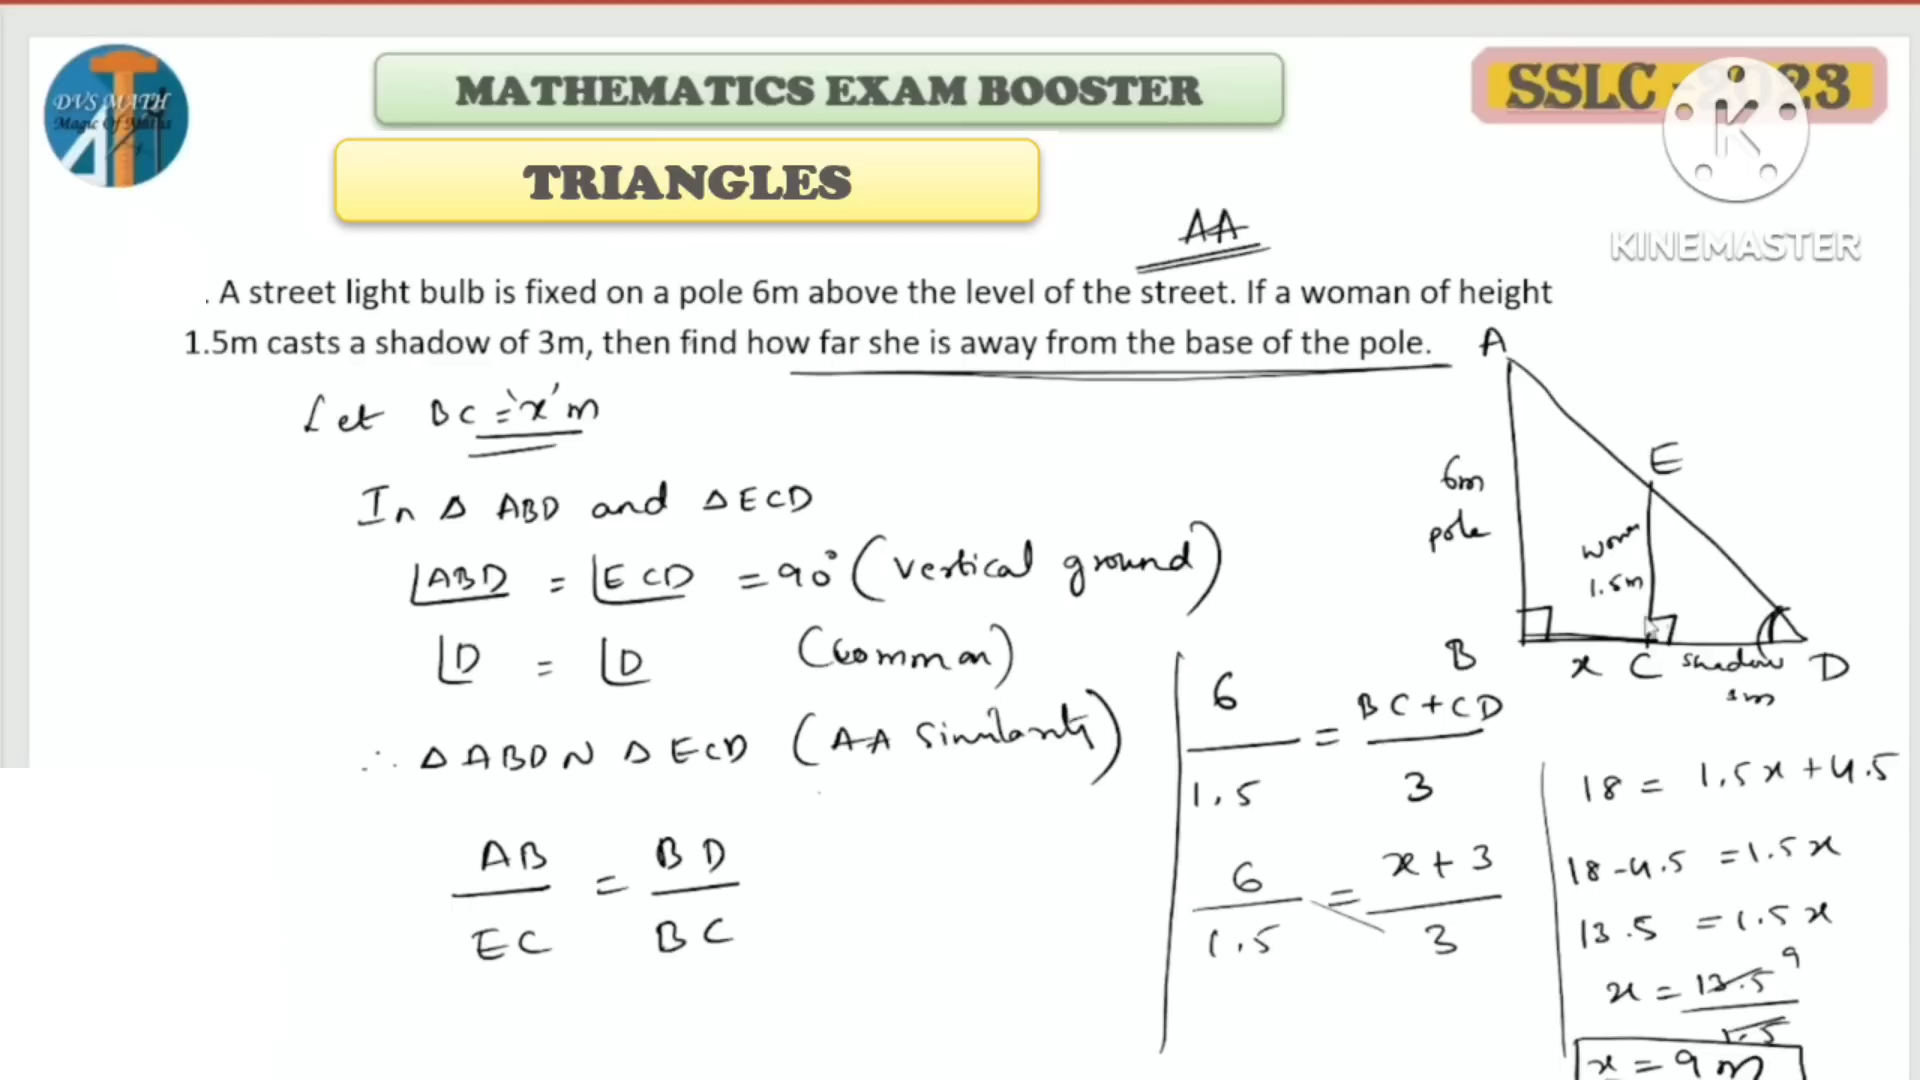 DVS MATH
Magic Of Maths
MATHEMATICS EXAM BOOSTER
SSLC - 2023
K
KINEMASTER
TRIANGLES
AA
. A street light bulb is fixed on a pole 6m above the level of the street. If a woman of height
1.5m casts a shadow of 3m, then find how far she is away from the base of the pole.
Let BC = 'x' m
In Δ ABD and Δ ECD
∠ABD = ∠ECD = 90° (vertical ground)
∠D = ∠D (common)
∴ Δ ABD ~ Δ ECD (AA Similarity)
AB/EC = BD/BC
6/1.5 = BC + CD/3
6/1.5 = x + 3/3
A
E
6m
pole
1.5m
B x C shadow D
18 = 1.5x + 4.5
18 - 4.5 = 1.5x
13.5 = 1.5x
x = 13.5/1.5 9
x = 9 m